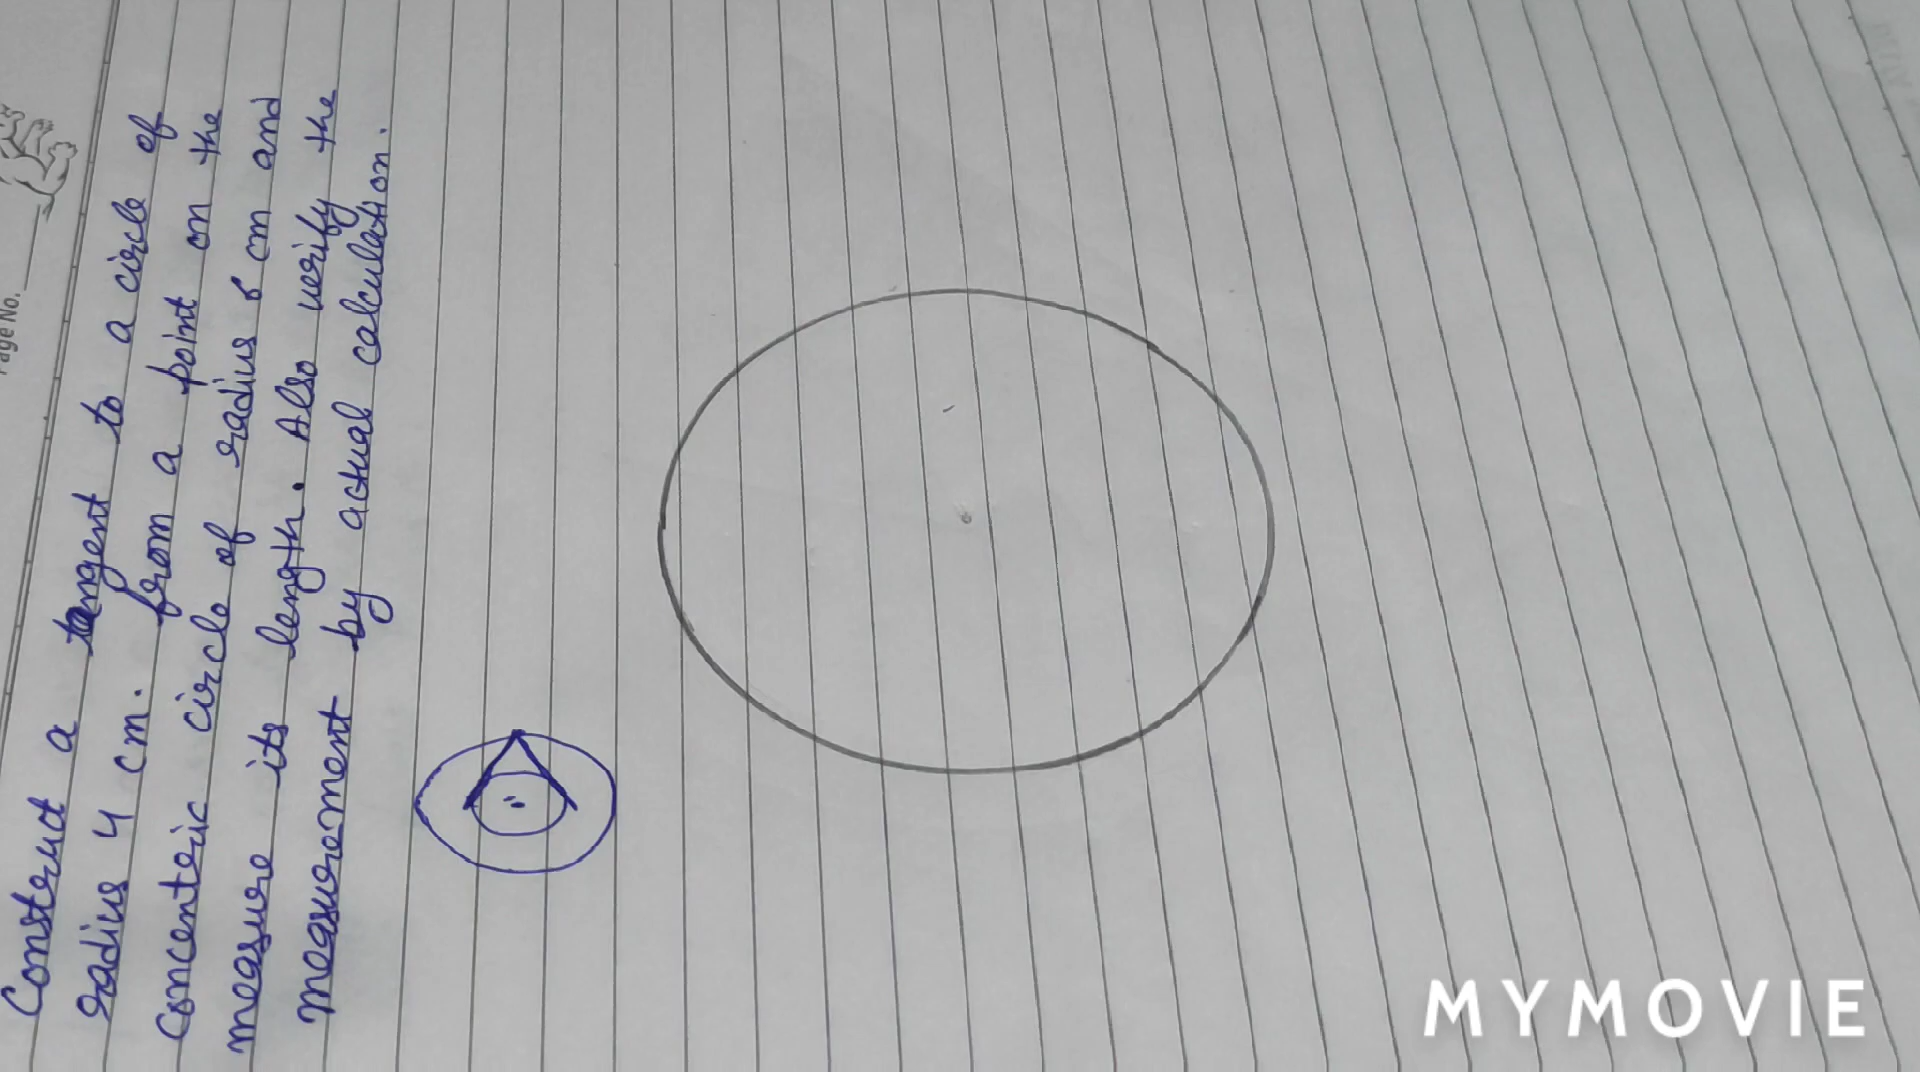 Page No.
Construct a tangent to a circle of
radius 4 cm. from a point on the
concenteric circle of radius 6 cm and
measure its length. Also verify the
measurement by actual calculation.
MYMOVIE